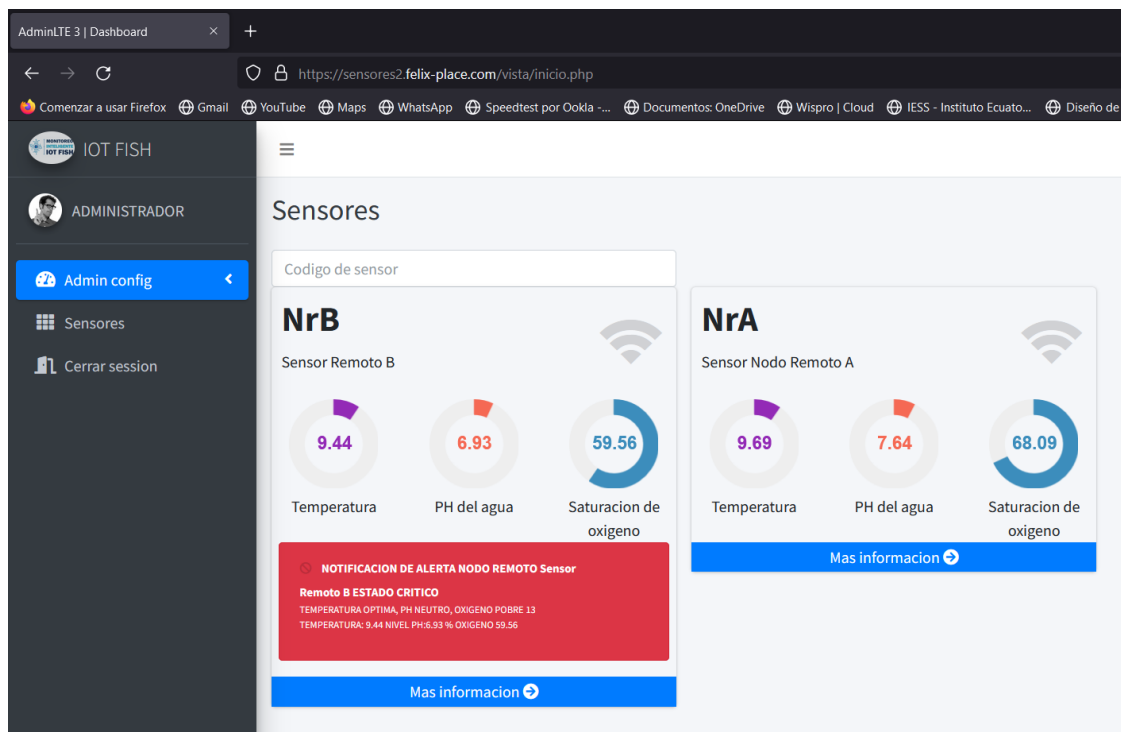 AdminLTE 3 | Dashboard
https://sensores2.felix-place.com/vista/inicio.php
Comenzar a usar Firefox Gmail YouTube Maps WhatsApp Speedtest por Ookla -... Documentos: OneDrive Wispro | Cloud IESS - Instituto Ecuato... Diseño de
MONITOREO
INTELIGENTE
IOT FISH
IOT FISH
ADMINISTRADOR
Admin config
Sensores
Cerrar session
Sensores
Codigo de sensor
NrB
Sensor Remoto B
9.44 6.93 59.56
Temperatura PH del agua Saturacion de
oxigeno
NOTIFICACION DE ALERTA NODO REMOTO Sensor
Remoto B ESTADO CRITICO
TEMPERATURA OPTIMA, PH NEUTRO, OXIGENO POBRE 13
TEMPERATURA: 9.44 NIVEL PH:6.93 % OXIGENO 59.56
Mas informacion
NrA
Sensor Nodo Remoto A
9.69 7.64 68.09
Temperatura PH del agua Saturacion de
oxigeno
Más informacion